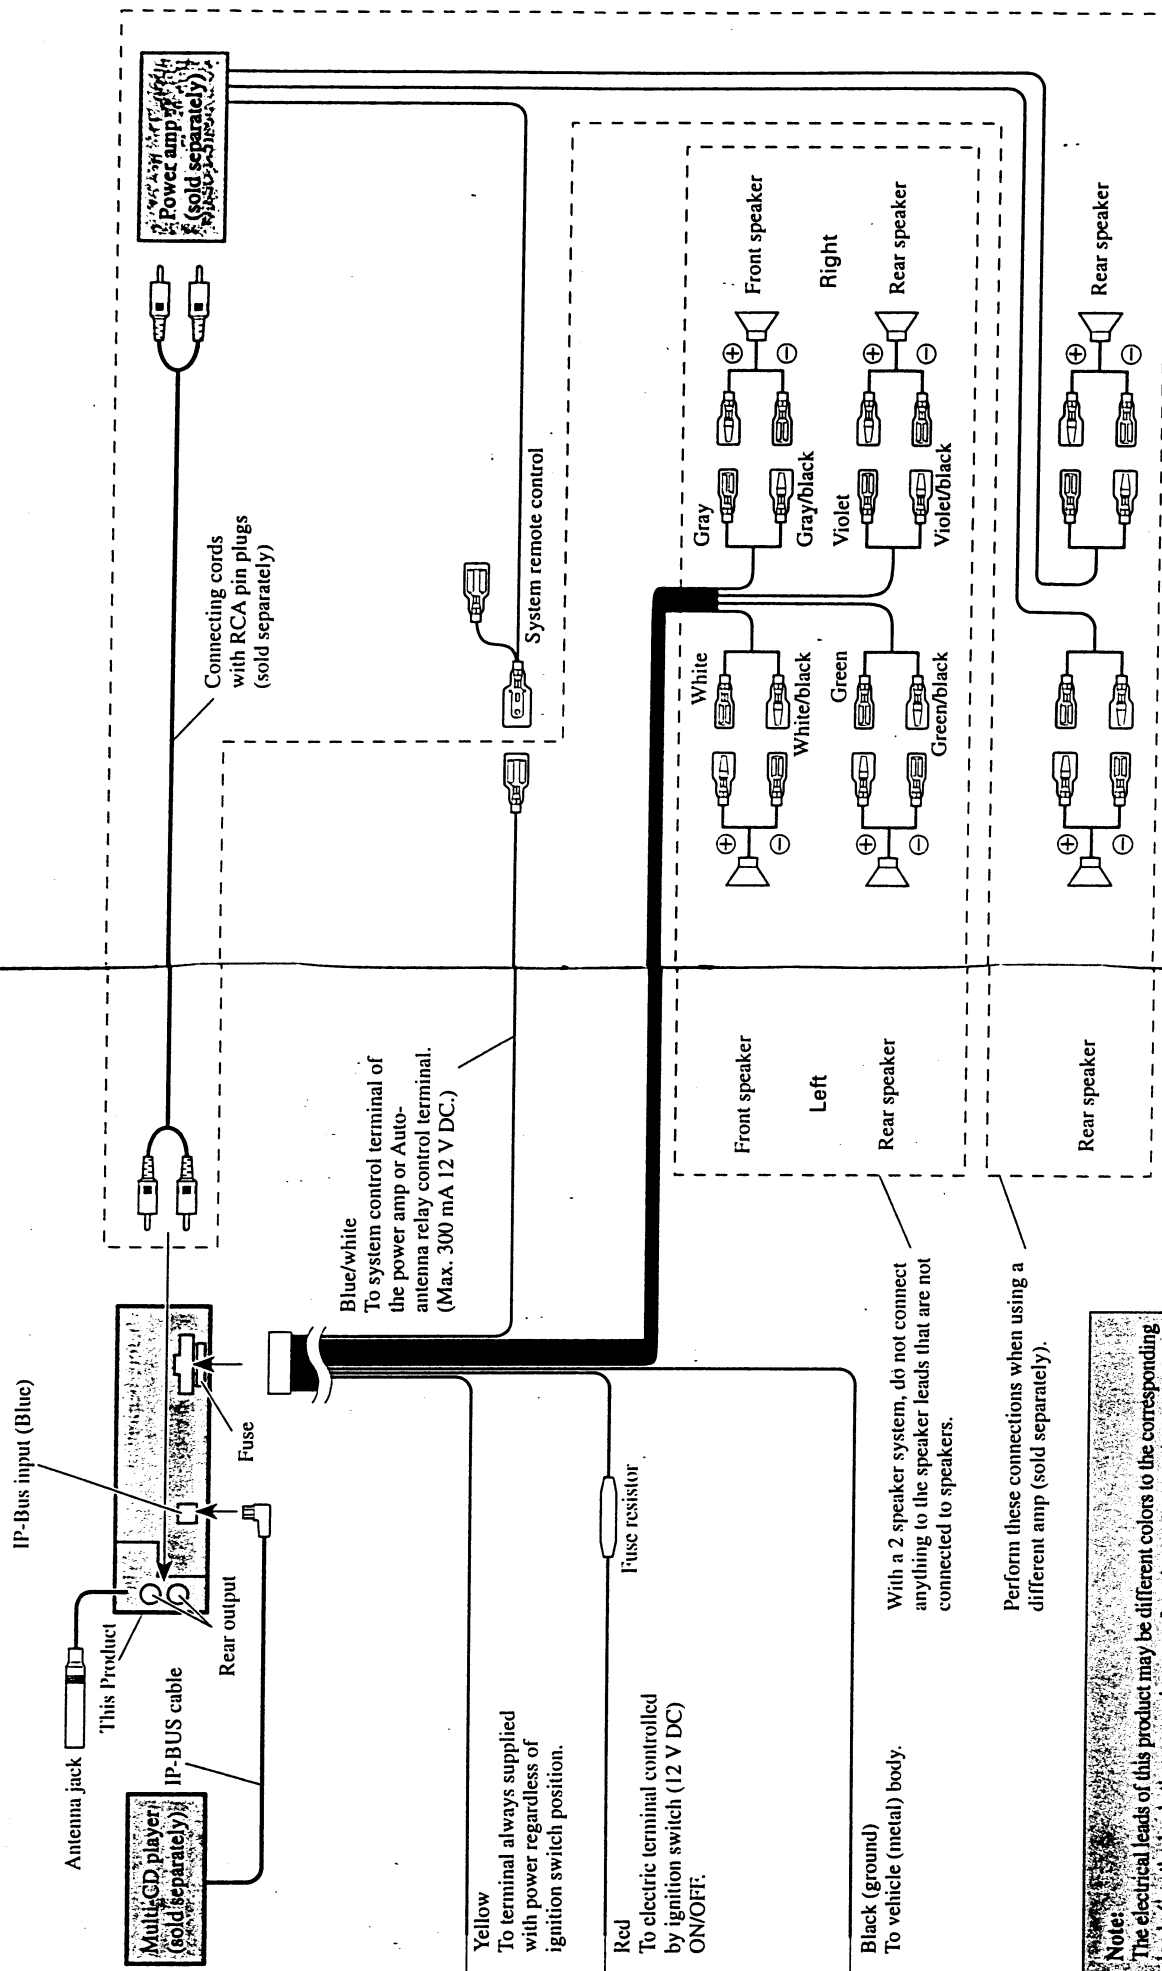 IP-Bus input (Blue)
Antenna jack
This Product
Rear output
Fuse
Multi-CD player
(sold separately)
IP-BUS cable
Connecting cords
with RCA pin plugs
(sold separately)
Power amp
(sold separately)
Blue/white
To system control terminal of
the power amp or Auto-
antenna relay control terminal.
(Max. 300 mA 12 V DC.)
System remote control
Yellow
To terminal always supplied
with power regardless of
ignition switch position.
Fuse resistor
Red
To electric terminal controlled
by ignition switch (12 V DC)
ON/OFF.
Black (ground)
To vehicle (metal) body.
Front speaker
Left
Rear speaker
+
−
White
White/black
+
−
Green
Green/black
Gray
Gray/black
+
−
Violet
Violet/black
+
−
Front speaker
Right
Rear speaker
With a 2 speaker system, do not connect
anything to the speaker leads that are not
connected to speakers.
Rear speaker
+
−
+
−
Rear speaker
Perform these connections when using a
different amp (sold separately).
Note:
The electrical leads of this product may be different colors to the corresponding